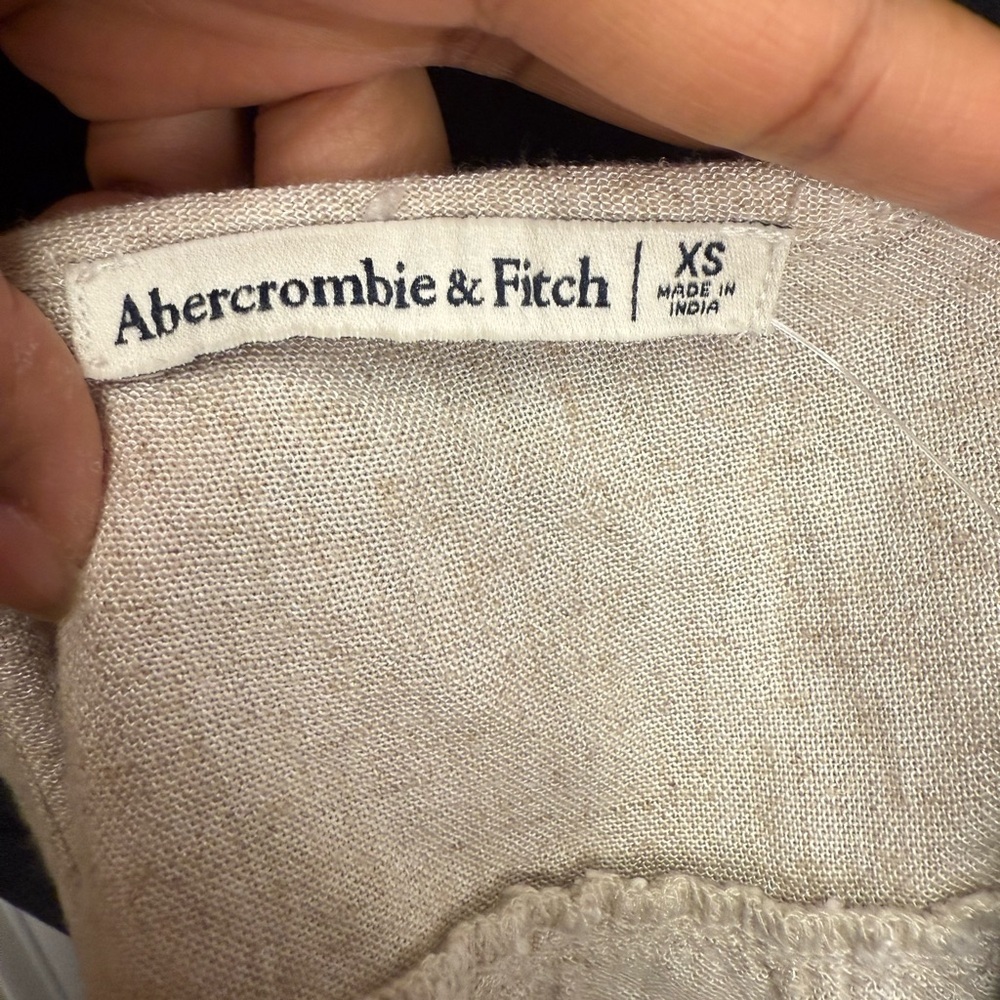 Abercrombie & Fitch | XS
MADE IN
INDIA